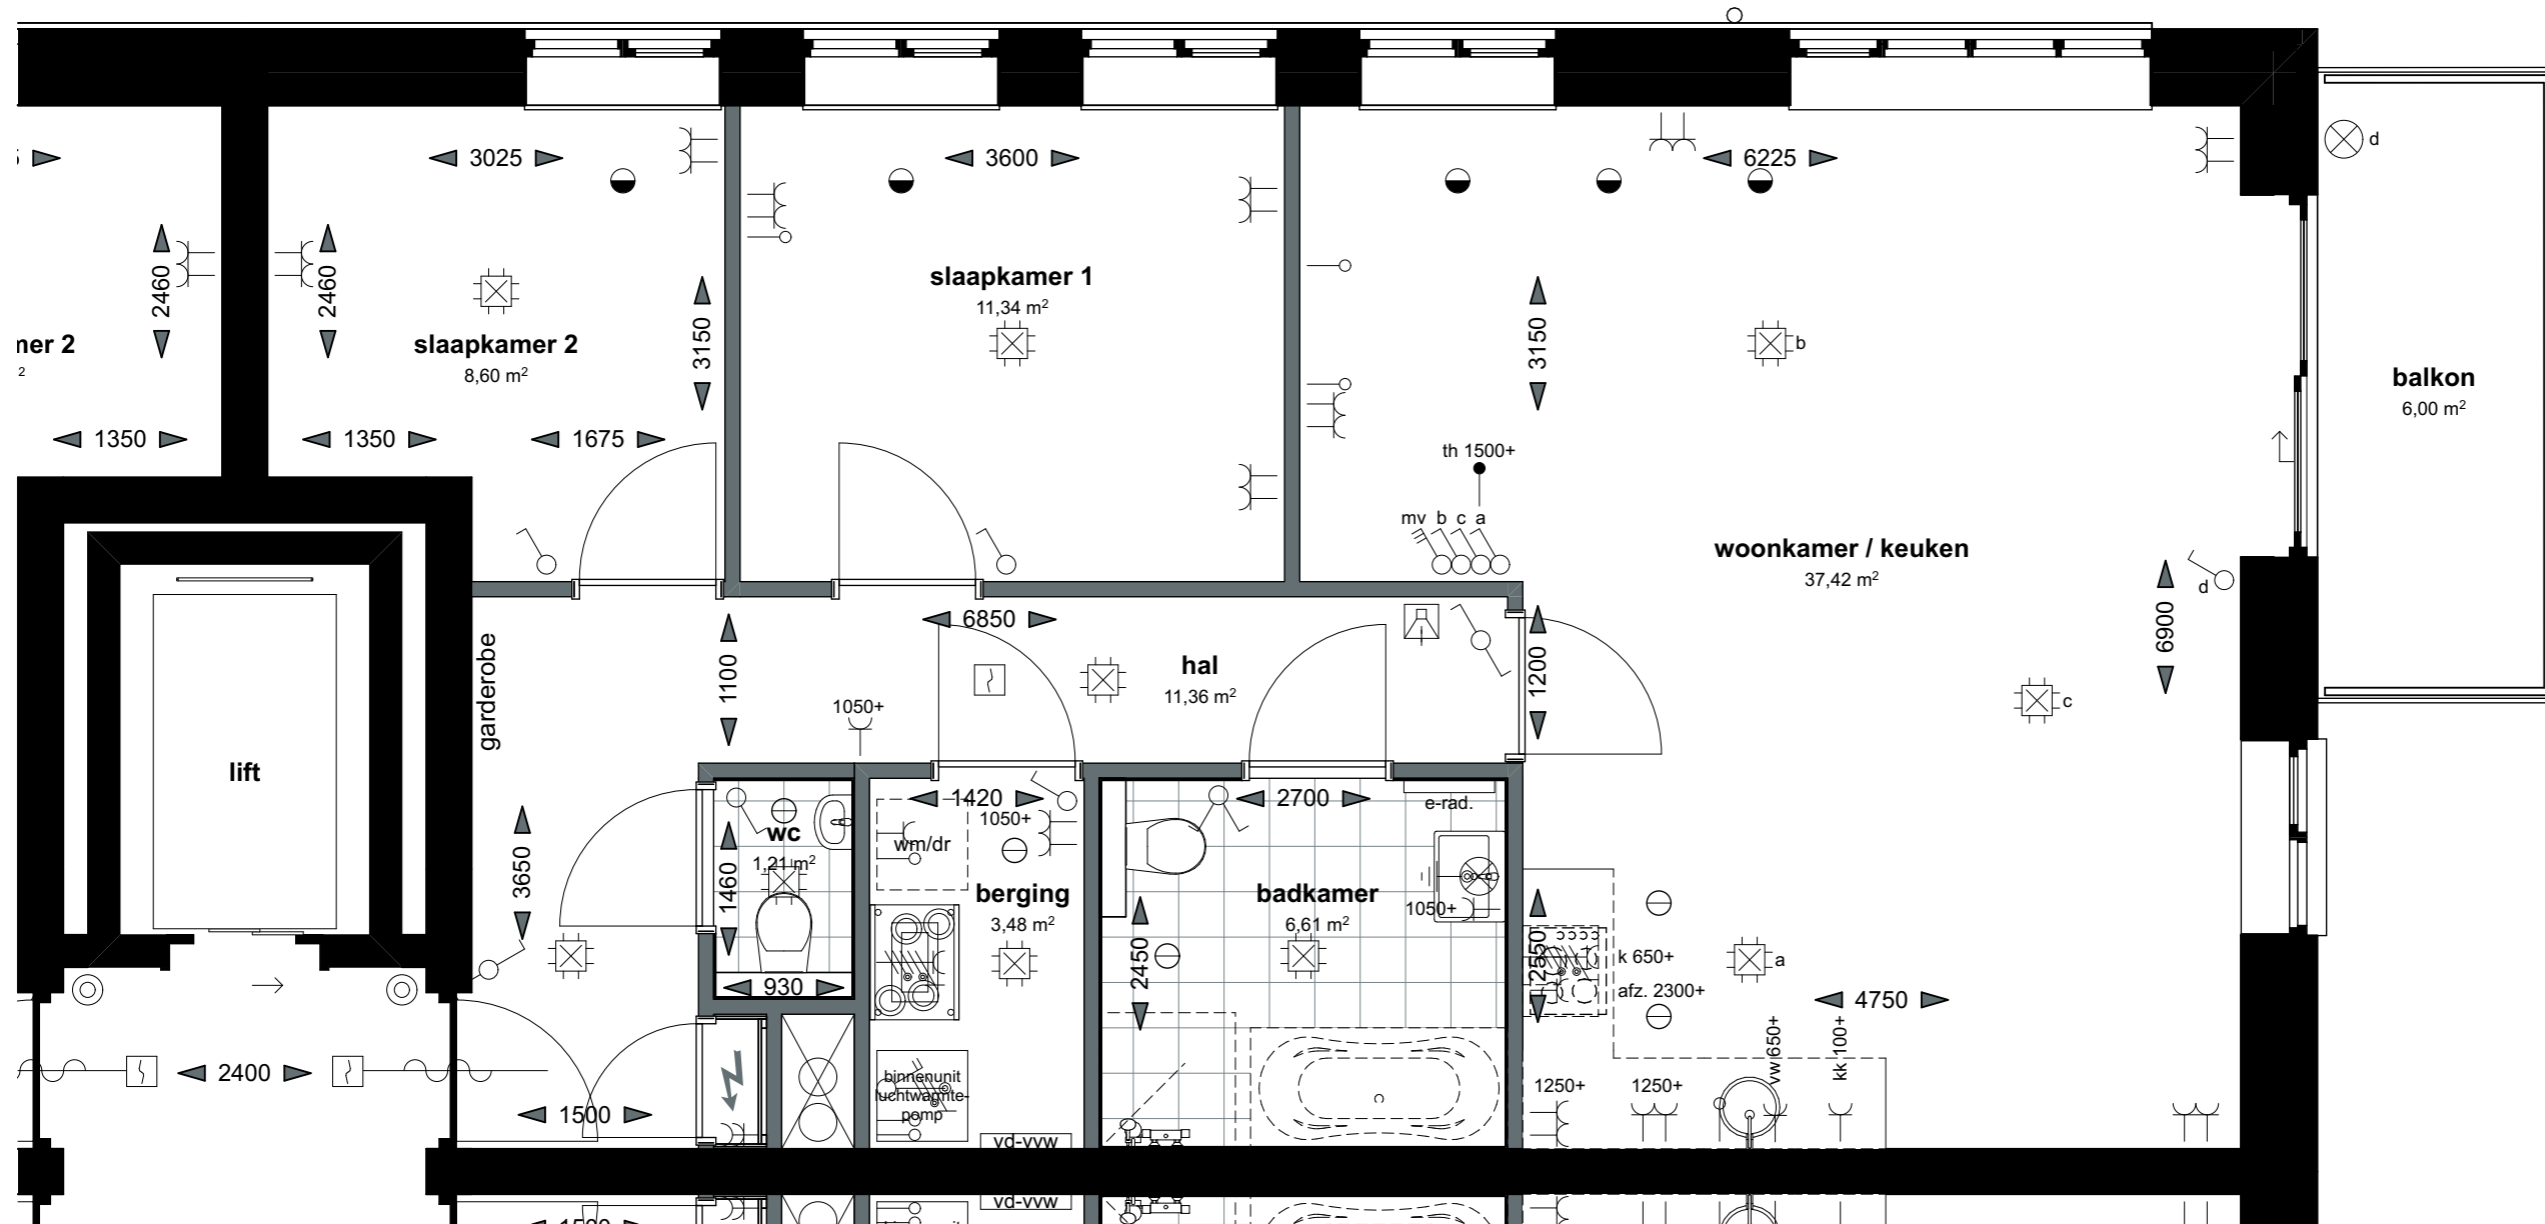 3025
3600
6225
d
2460
2460
slaapkamer 1
11,34 m²
3150
3150
b
slaapkamer 2
8,60 m²
balkon
6,00 m²
1350
1350
1675
th 1500+
mv b c a
woonkamer / keuken
37,42 m²
d
6900
6850
garderobe
1100
hal
11,36 m²
1200
c
1050+
lift
3650
wc
1,21 m²
1460
930
1420
1050+
wm/dr
berging
3,48 m²
2700
e-rad.
badkamer
6,61 m²
1050+
2450
2550
k 650+
afz. 2300+
a
4750
vw 650+
kk 100+
1250+
1250+
2400
1500
binnenunit
luchtwarmte-
pomp
vd-vvw
vd-vvw